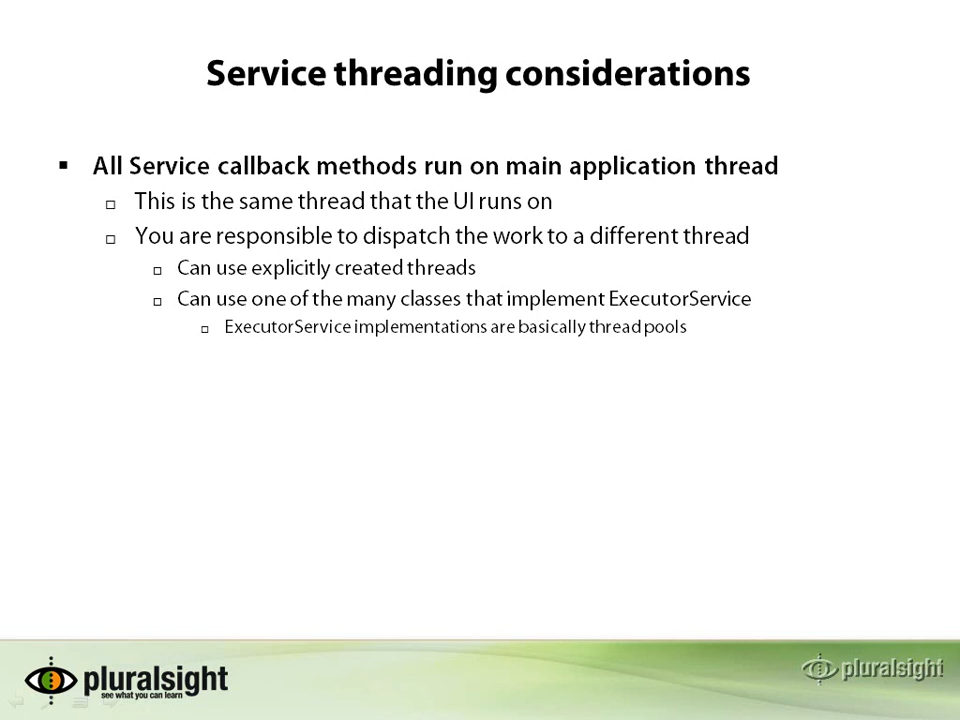 Service threading considerations
All Service callback methods run on main application thread
This is the same thread that the UI runs on
You are responsible to dispatch the work to a different thread
Can use explicitly created threads
Can use one of the many classes that implement ExecutorService
ExecutorService implementations are basically thread pools
pluralsight
see what you can learn
pluralsight